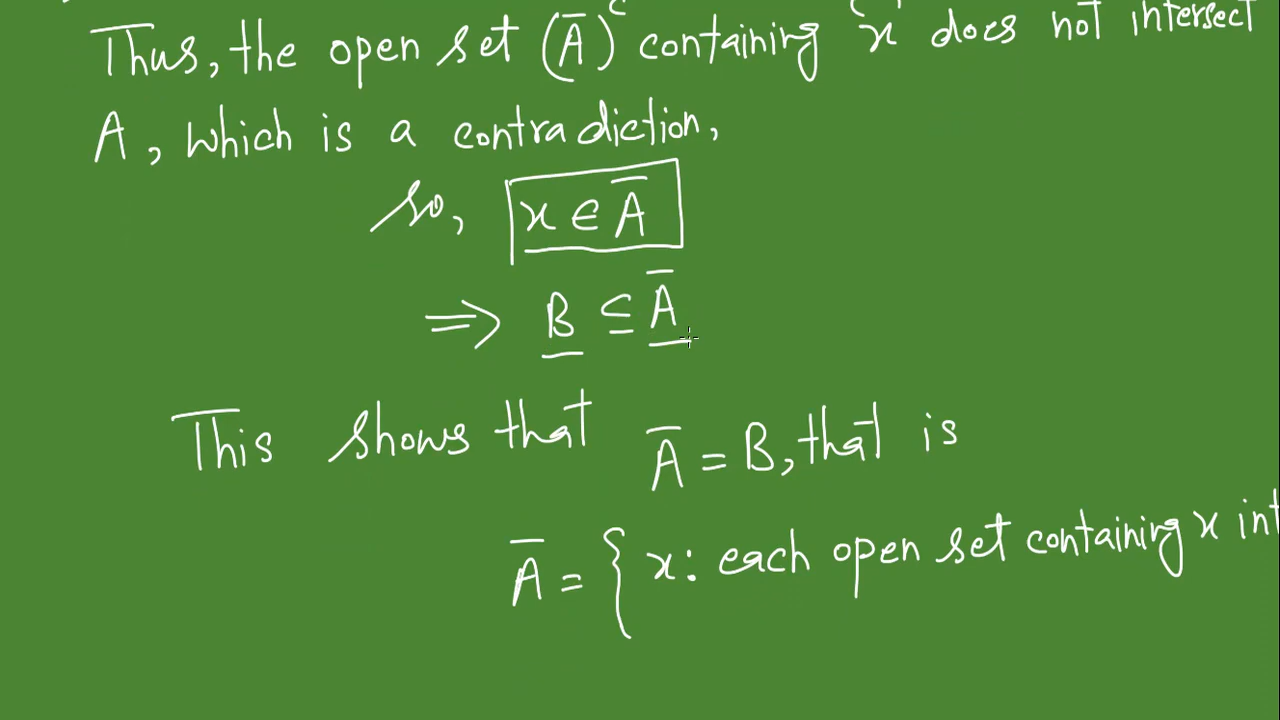 Thus, the open set (A̅)ᶜ containing 'x' does not intersect
A, which is a contradiction,
so, x ∈ A̅
⇒ B ⊆ A̅
This shows that A̅ = B, that is
A̅ = { x: each open set containing x int